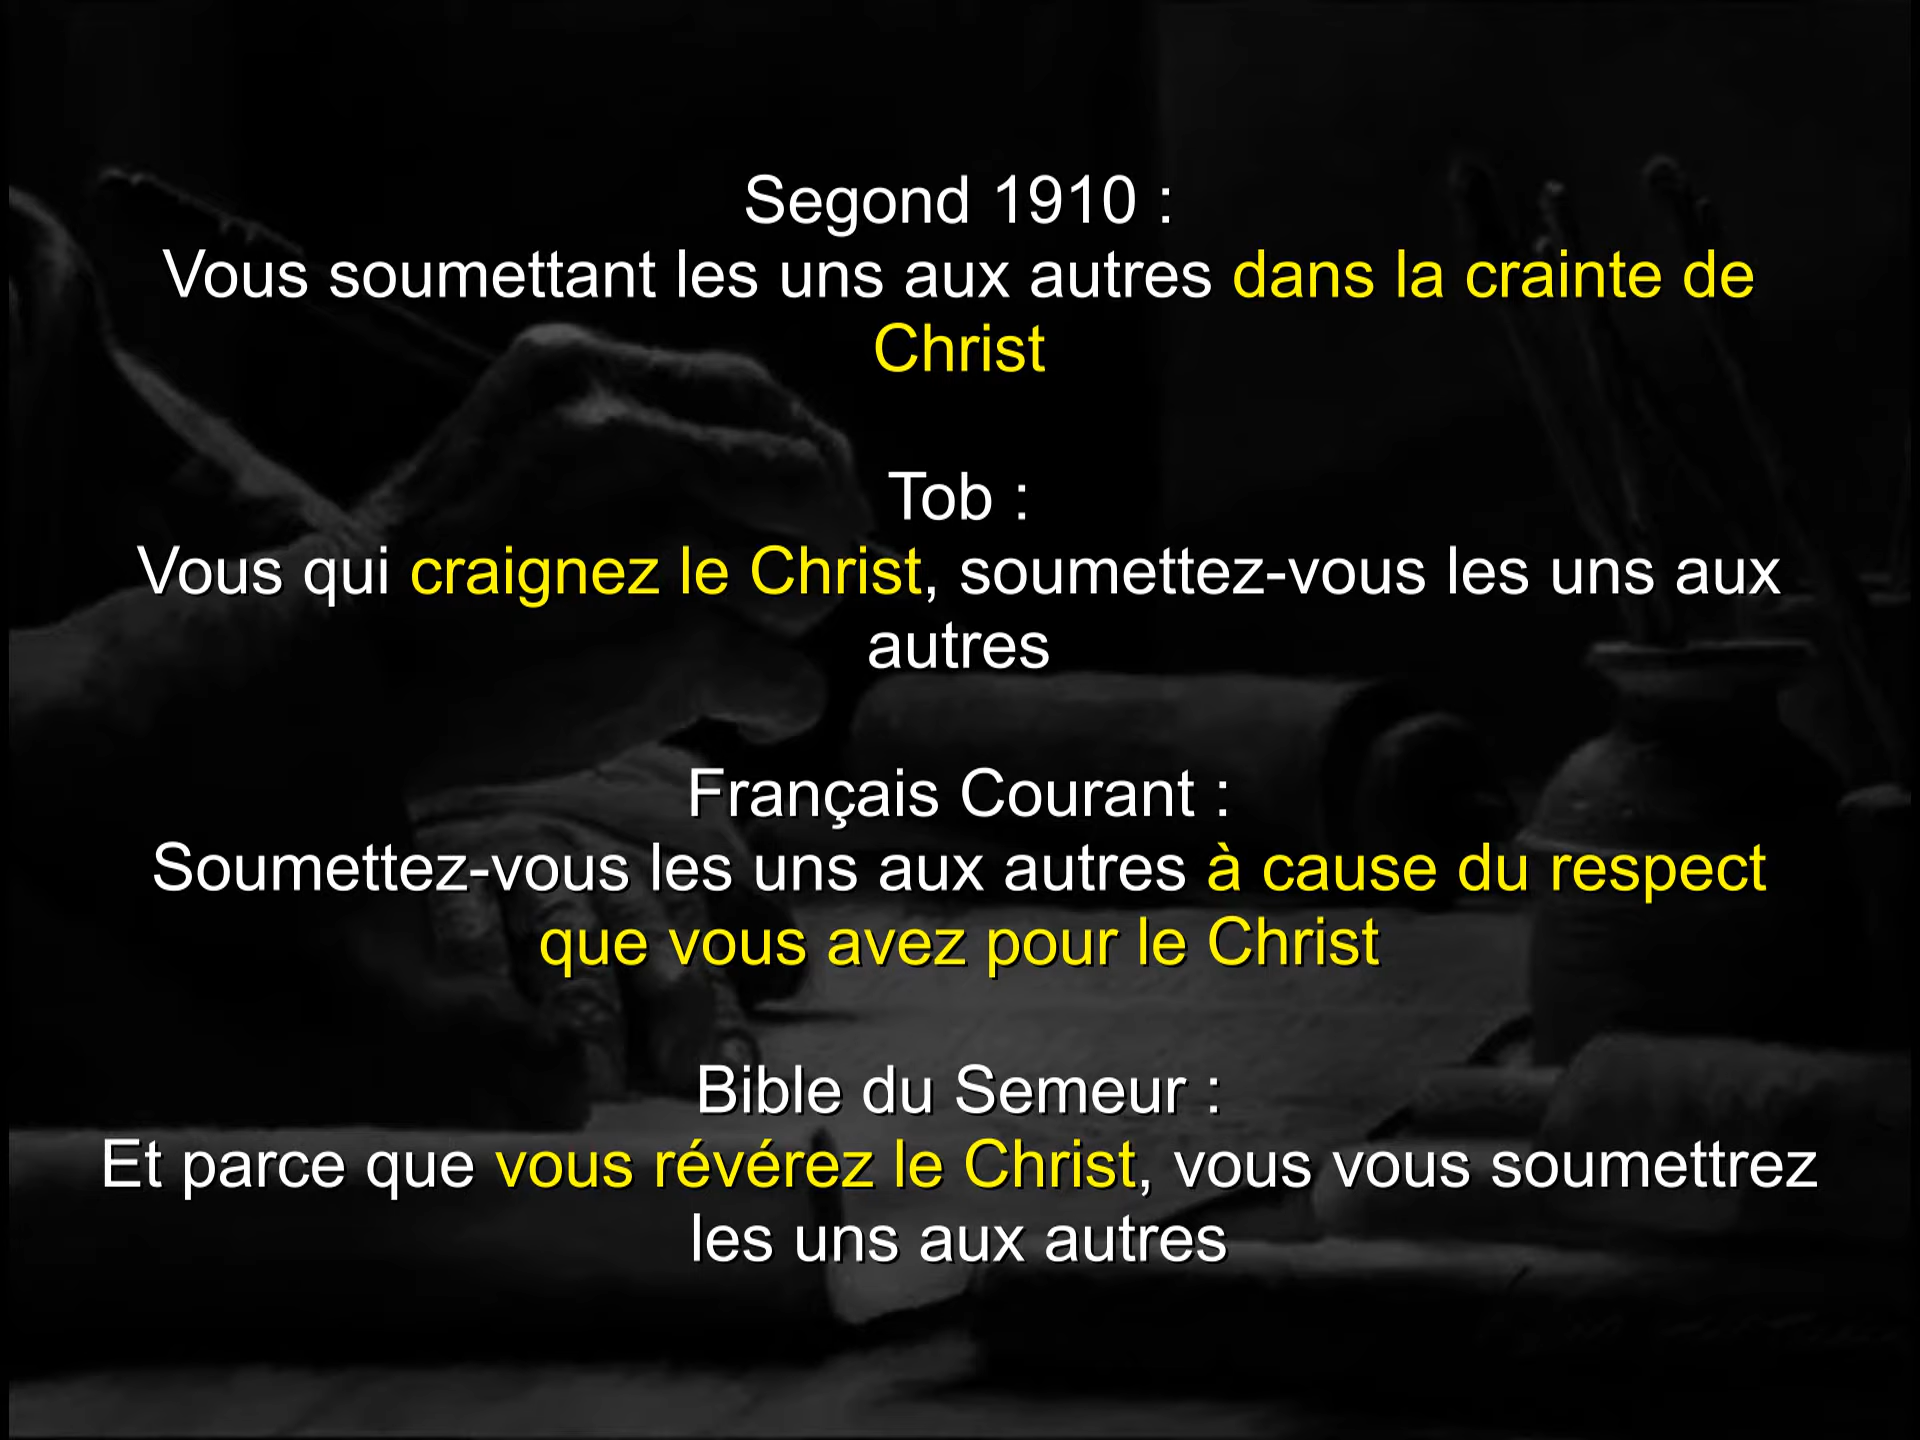 Segond 1910 :
Vous soumettant les uns aux autres dans la crainte de
Christ
Tob :
Vous qui craignez le Christ, soumettez-vous les uns aux
autres
Français Courant :
Soumettez-vous les uns aux autres à cause du respect
que vous avez pour le Christ
Bible du Semeur :
Et parce que vous révérez le Christ, vous vous soumettrez
les uns aux autres